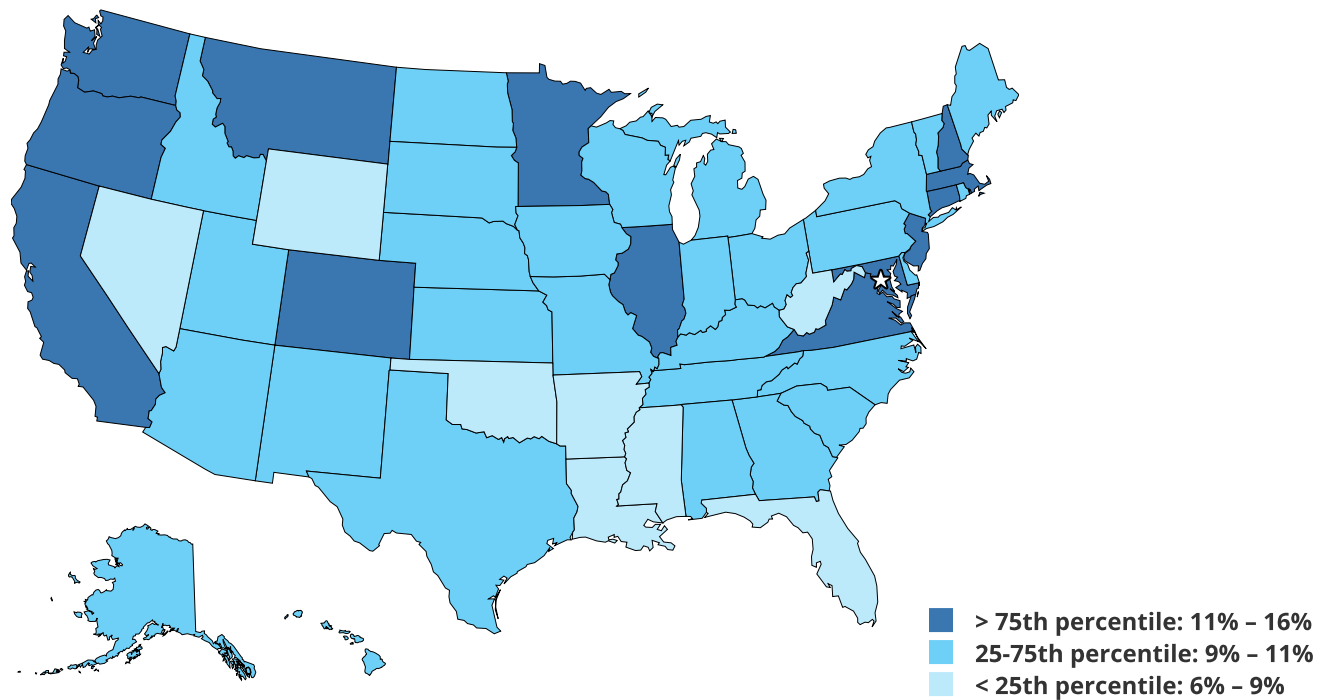 > 75th percentile: 11% – 16%
25-75th percentile: 9% – 11%
< 25th percentile: 6% – 9%